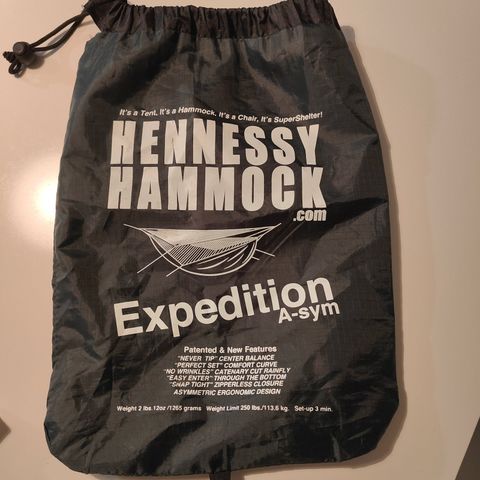 It's a Tent, It's a Hammock, It's a Chair, It's SuperShelter!
HENNESSY
HAMMOCK
.com
Expedition
A-sym
Patented & New Features
"NEVER TIP" CENTER BALANCE
"PERFECT SET" COMFORT CURVE
"NO WRINKLES" CATENARY CUT RAINFLY
"EASY ENTER" THROUGH THE BOTTOM
"SNAP TIGHT" ZIPPERLESS CLOSURE
ASYMMETRIC ERGONOMIC DESIGN
Weight 2 lbs. 12oz /1265 grams Weight Limit 250 lbs./113.6 kg. Set-up 3 min.